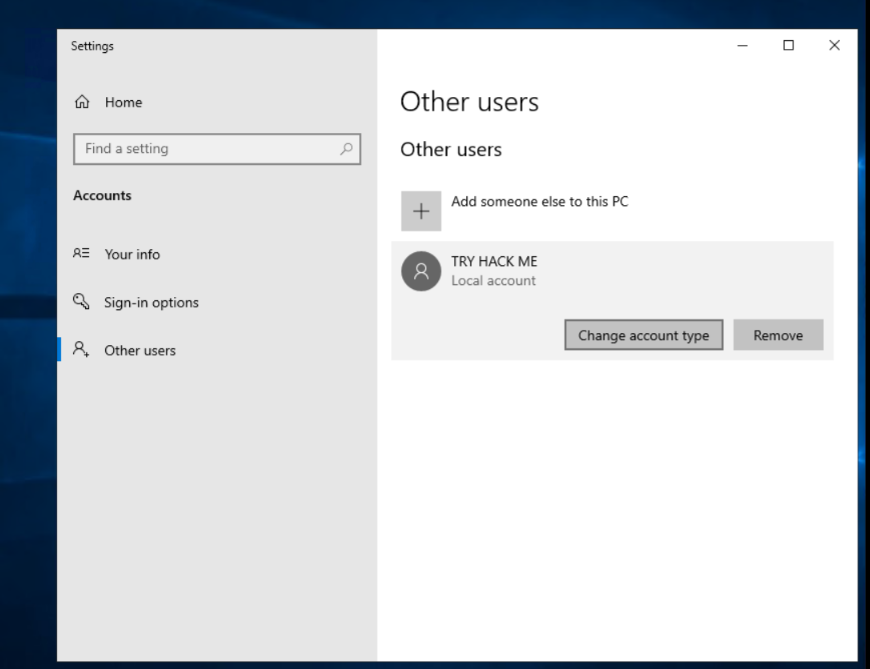 Settings
Home
Find a setting
Accounts
Your info
Sign-in options
Other users
Other users
Other users
Add someone else to this PC
TRY HACK ME
Local account
Change account type
Remove